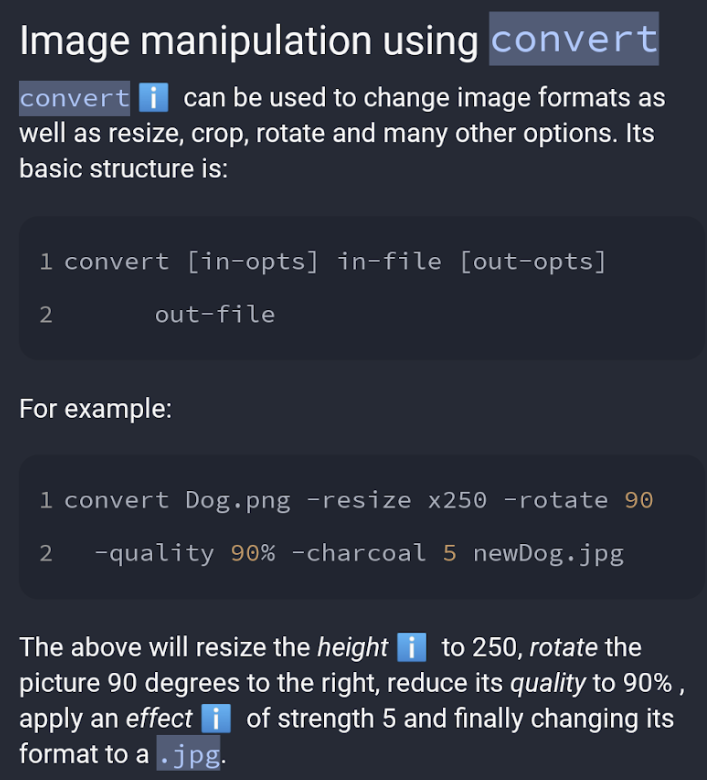 Image manipulation using convert
convert i can be used to change image formats as
well as resize, crop, rotate and many other options. Its
basic structure is:
1 convert [in-opts] in-file [out-opts]
2 out-file
For example:
1 convert Dog.png -resize x250 -rotate 90
2 -quality 90% -charcoal 5 newDog.jpg
The above will resize the height i to 250, rotate the
picture 90 degrees to the right, reduce its quality to 90% ,
apply an effect i of strength 5 and finally changing its
format to a .jpg.